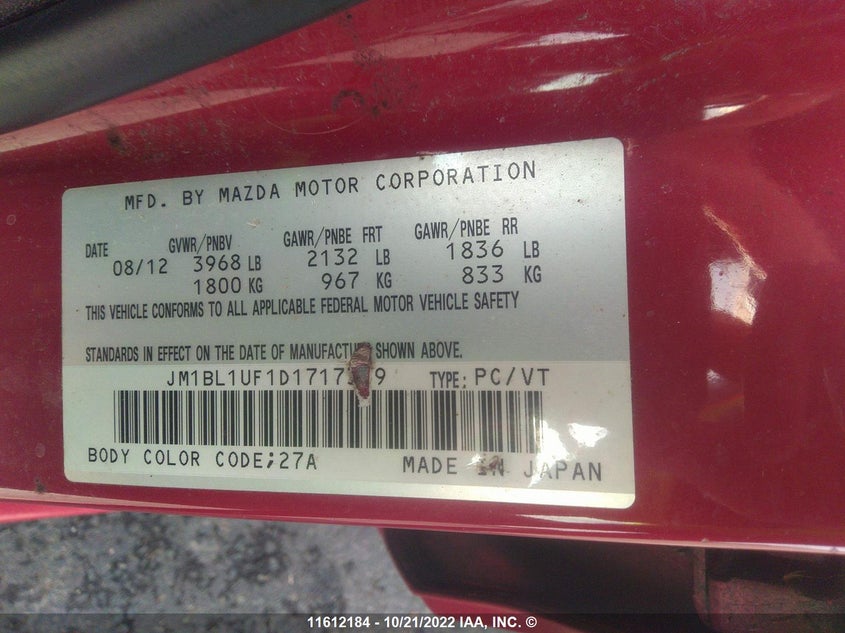 MFD. BY MAZDA MOTOR CORPORATION
DATE GVWR/PNBV GAWR/PNBE FRT GAWR/PNBE RR
08/12 3968 LB 2132 LB 1836 LB
1800 KG 967 KG 833 KG
THIS VEHICLE CONFORMS TO ALL APPLICABLE FEDERAL MOTOR VEHICLE SAFETY
STANDARDS IN EFFECT ON THE DATE OF MANUFACTURE SHOWN ABOVE.
TYPE: PC/VT
BODY COLOR CODE;27A MADE IN JAPAN
11612184 - 10/21/2022 IAA, INC. ©